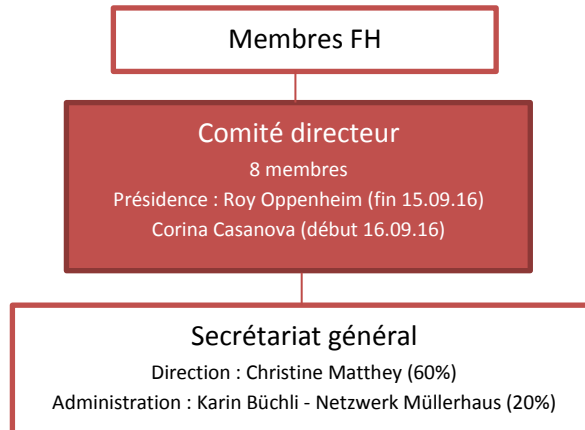 Membres FH
Comité directeur
8 membres
Présidence : Roy Oppenheim (fin 15.09.16)
Corina Casanova (début 16.09.16)
Secrétariat général
Direction : Christine Matthey (60%)
Administration : Karin Büchli - Netzwerk Müllerhaus (20%)